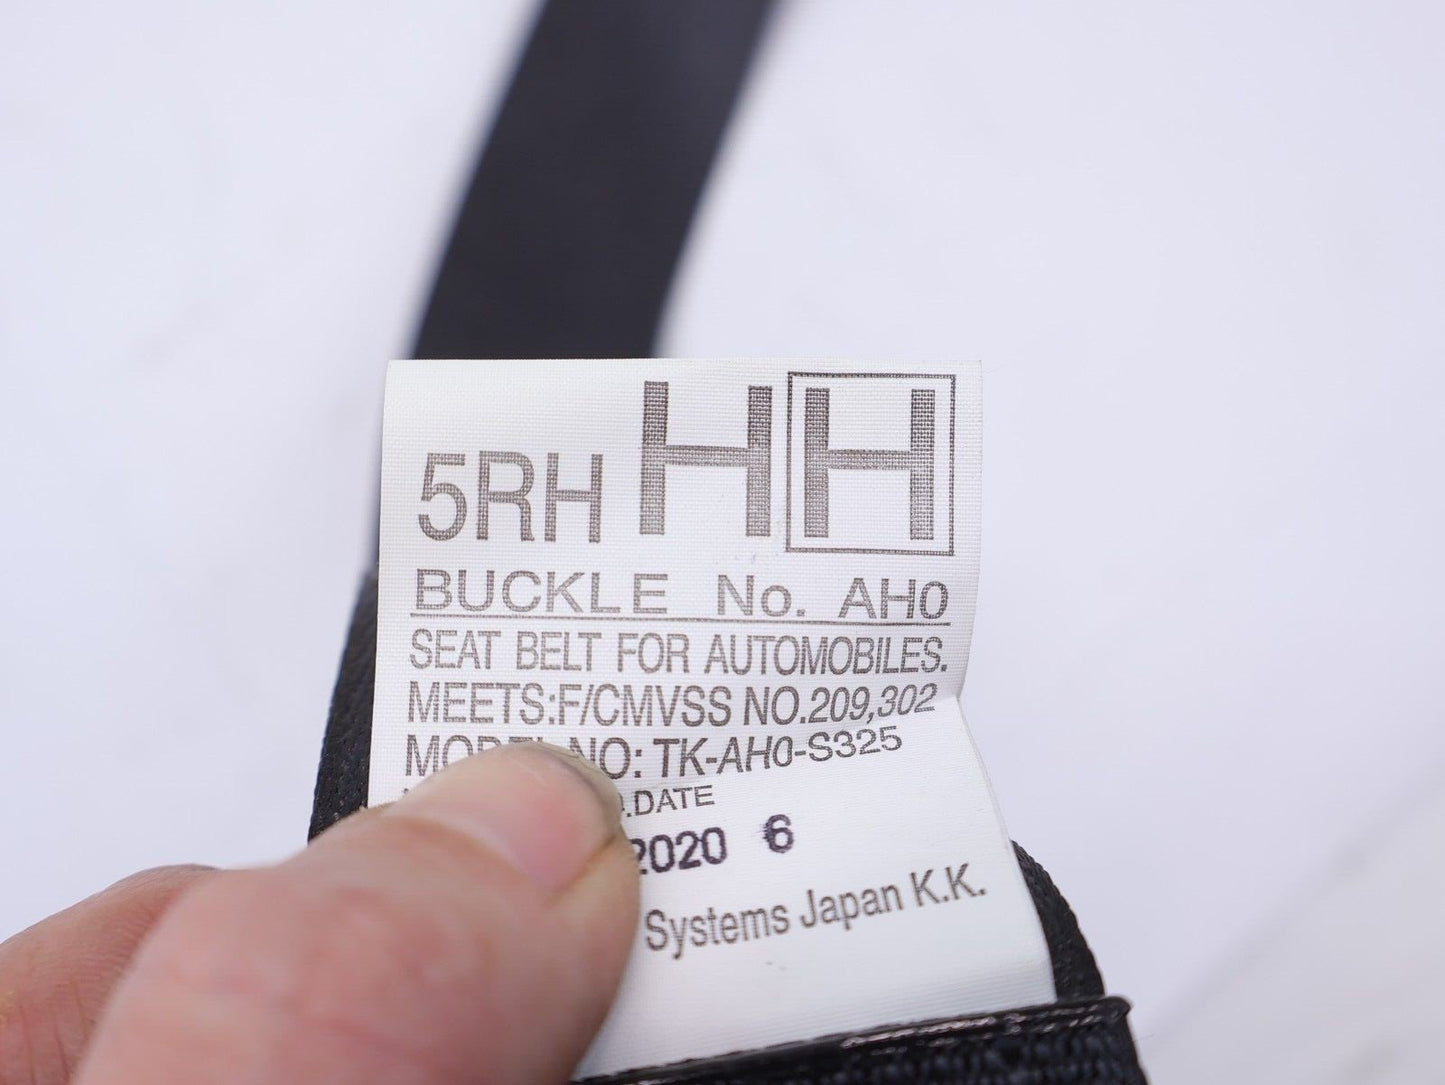 5RH H H
BUCKLE No. AH0
SEAT BELT FOR AUTOMOBILES.
MEETS:F/CMVSS NO.209,302
MODEL NO: TK-AH0-S325
.DATE
2020 6
Systems Japan K.K.